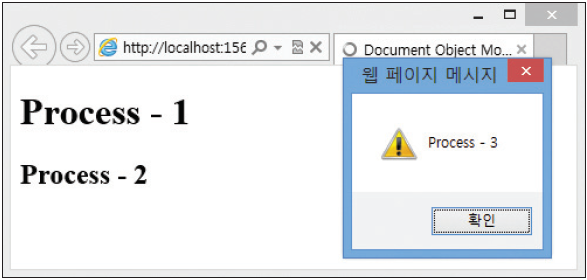 http://localhost:156
Document Object Mo...
Process - 1
Process - 2
웹 페이지 메시지
Process - 3
확인